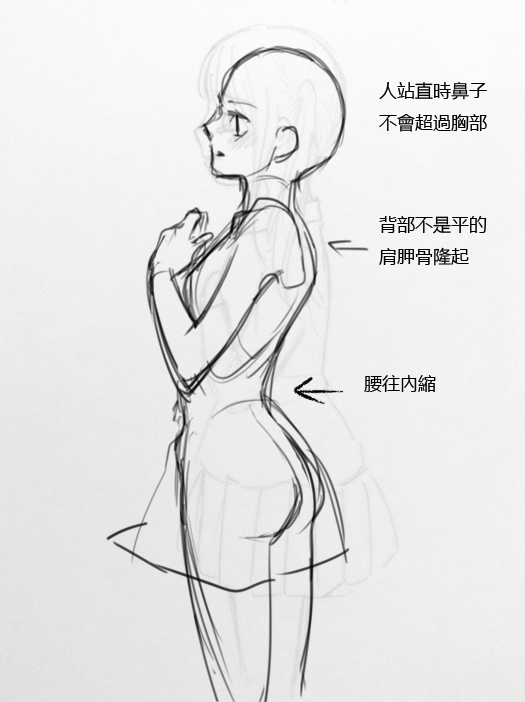 人站直時鼻子
不會超過胸部
背部不是平的
肩胛骨隆起
腰往內縮